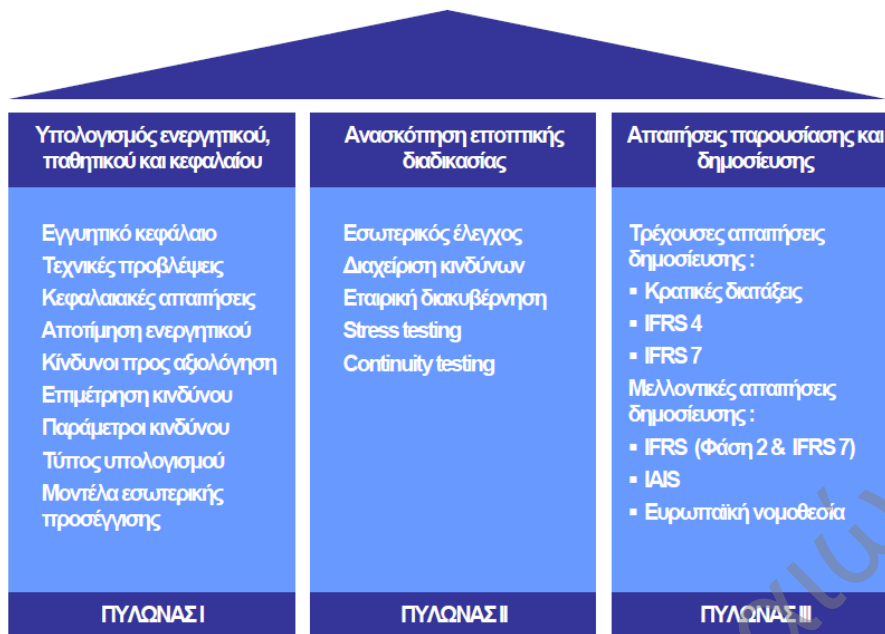 Υπολογισμός ενεργητικού,
παθητικού και κεφαλαίου
Εγγυητικό κεφάλαιο
Τεχνικές προβλέψεις
Κεφαλαιακές απαιτήσεις
Αποτίμηση ενεργητικού
Κίνδυνοι προς αξιολόγηση
Επιμέτρηση κινδύνου
Παράμετροι κινδύνου
Τύπος υπολογισμού
Μοντέλα εσωτερικής
προσέγγισης
ΠΥΛΩΝΑΣ I
Ανασκόπηση εποπτικής
διαδικασίας
Εσωτερικός έλεγχος
Διαχείριση κινδύνων
Εταιρική διακυβέρνηση
Stress testing
Continuity testing
ΠΥΛΩΝΑΣ II
Απαιτήσεις παρουσίασης και
δημοσίευσης
Τρέχουσες απαιτήσεις
δημοσίευσης :
▪ Κρατικές διατάξεις
▪ IFRS 4
▪ IFRS 7
Μελλοντικές απαιτήσεις
δημοσίευσης :
▪ IFRS (Φάση 2 & IFRS 7)
▪ IAIS
▪ Ευρωπαϊκή νομοθεσία
ΠΥΛΩΝΑΣ III